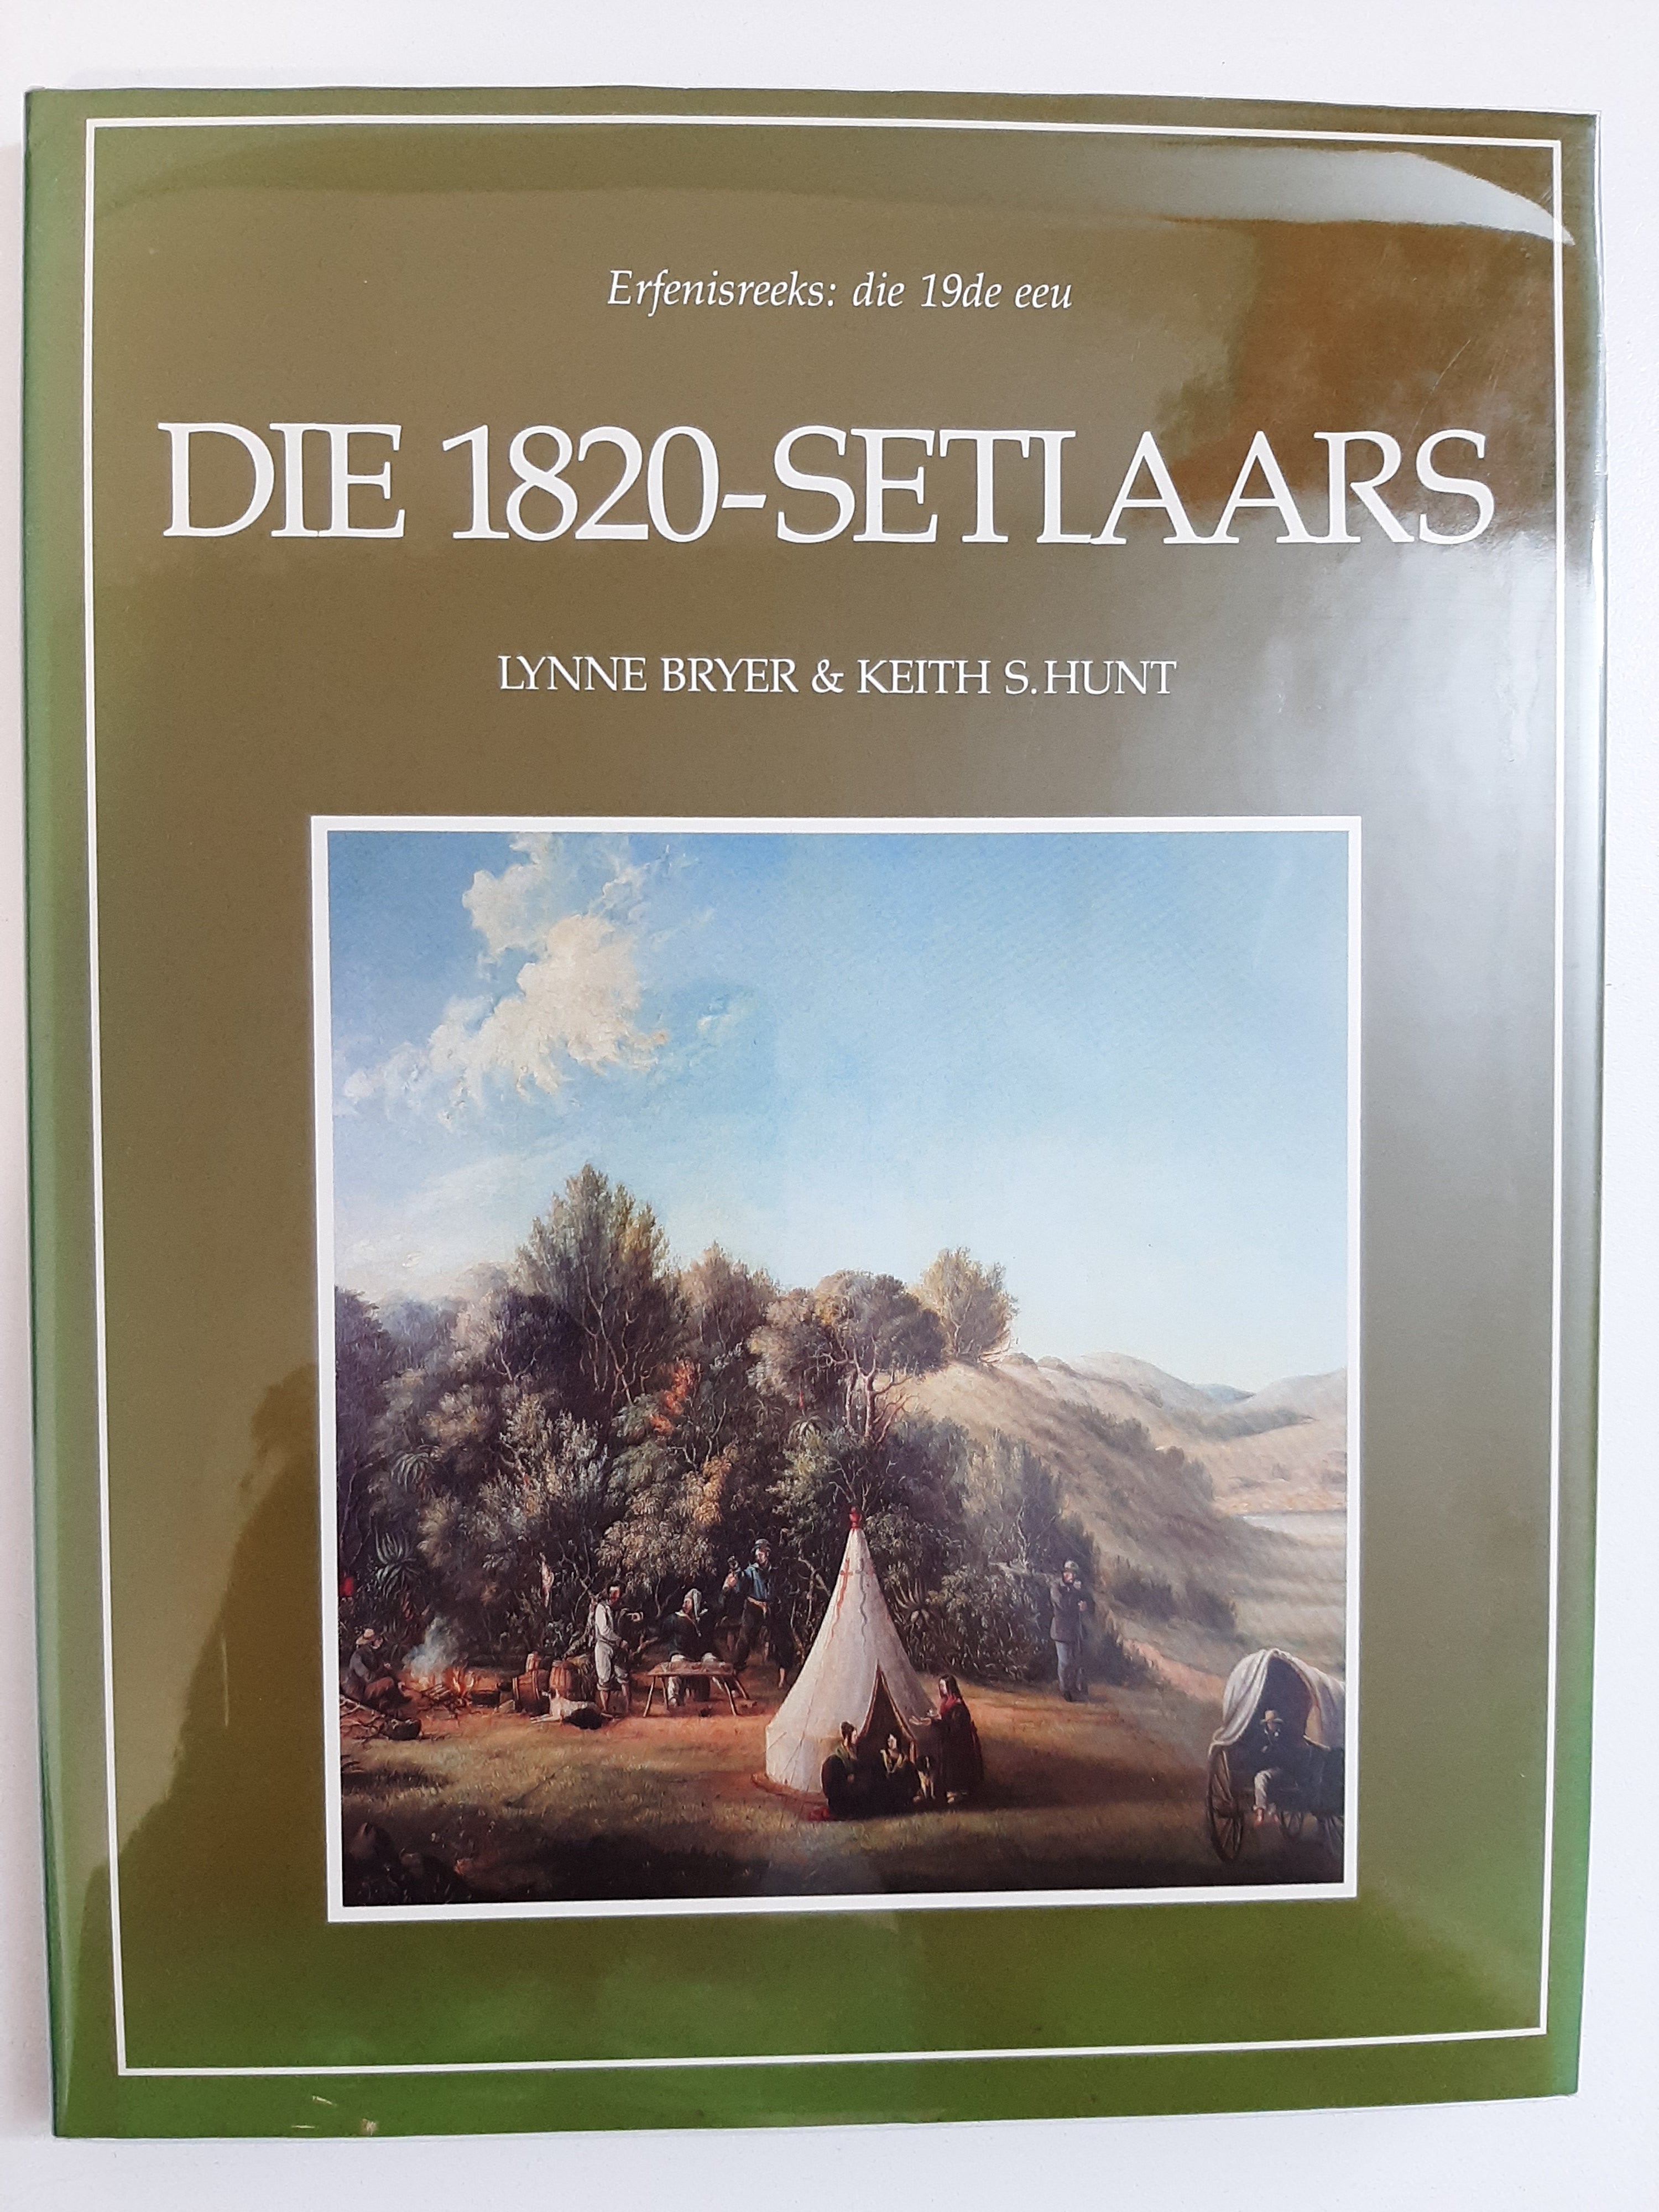 Erfenisreeks: die 19de eeu
DIE 1820-SETLAARS
LYNNE BRYER & KEITH S. HUNT